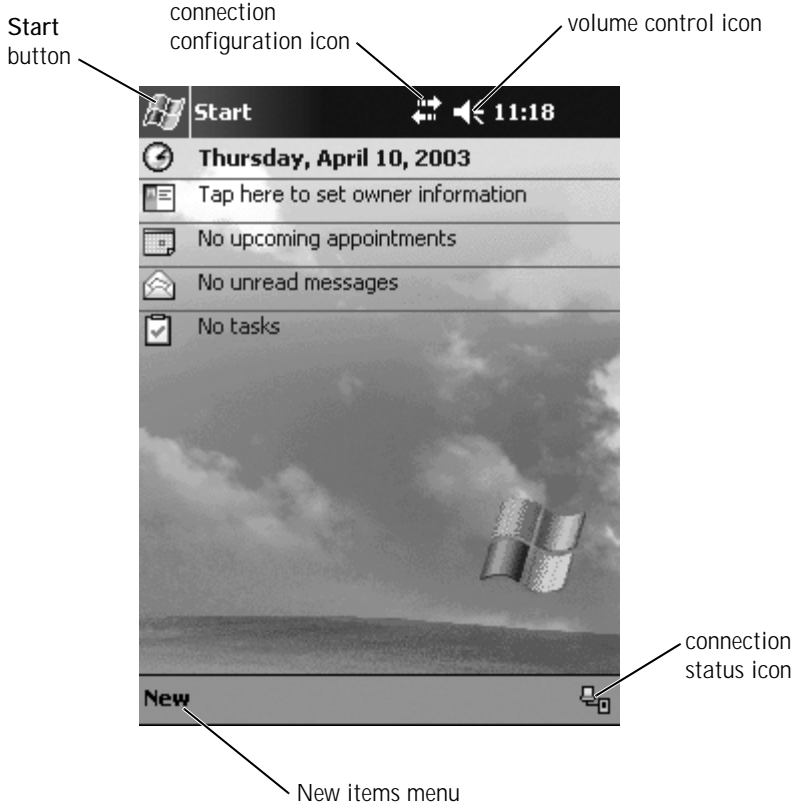 Start
button
connection
configuration icon
volume control icon
Start 11:18
Thursday, April 10, 2003
Tap here to set owner information
No upcoming appointments
No unread messages
No tasks
connection
status icon
New
New items menu